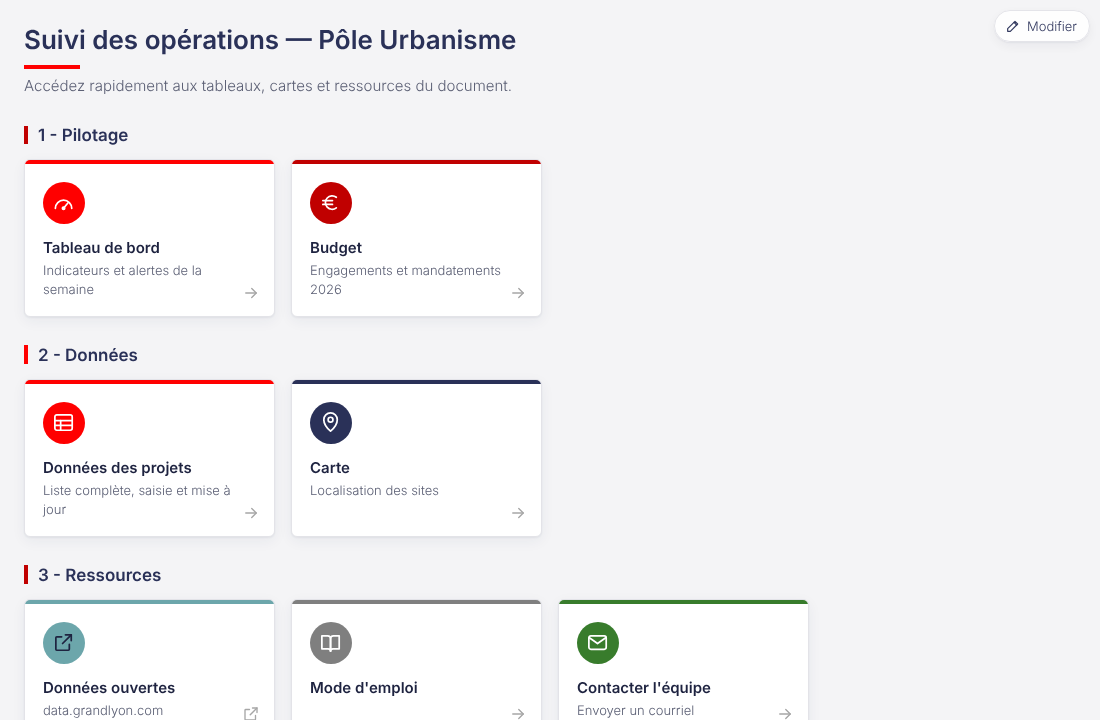 Suivi des opérations — Pôle Urbanisme
Modifier
Accédez rapidement aux tableaux, cartes et ressources du document.
1 - Pilotage
Tableau de bord
Indicateurs et alertes de la
semaine
Budget
Engagements et mandatements
2026
2 - Données
Données des projets
Liste complète, saisie et mise à
jour
Carte
Localisation des sites
3 - Ressources
Données ouvertes
data.grandlyon.com
Mode d'emploi
Contacter l'équipe
Envoyer un courriel